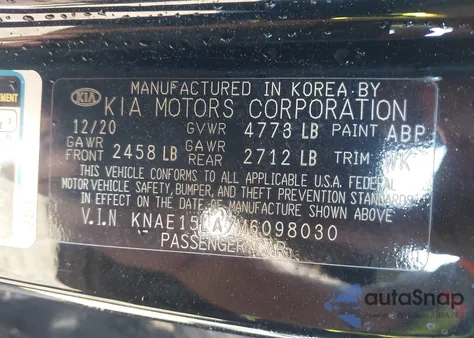 MANUFACTURED IN KOREA BY
KIA KIA MOTORS CORPORATION
12/20 GVWR 4773 LB PAINT ABP
GAWR FRONT 2458 LB GAWR REAR 2712 LB TRIM
THIS VEHICLE CONFORMS TO ALL APPLICABLE U.S.A. FEDERAL
MOTOR VEHICLE SAFETY, BUMPER, AND THEFT PREVENTION
STANDARDS IN EFFECT ON THE DATE OF MANUFACTURE SHOWN ABOVE
V.I.N
PASSENGER CAR
EMENT
autoSnap